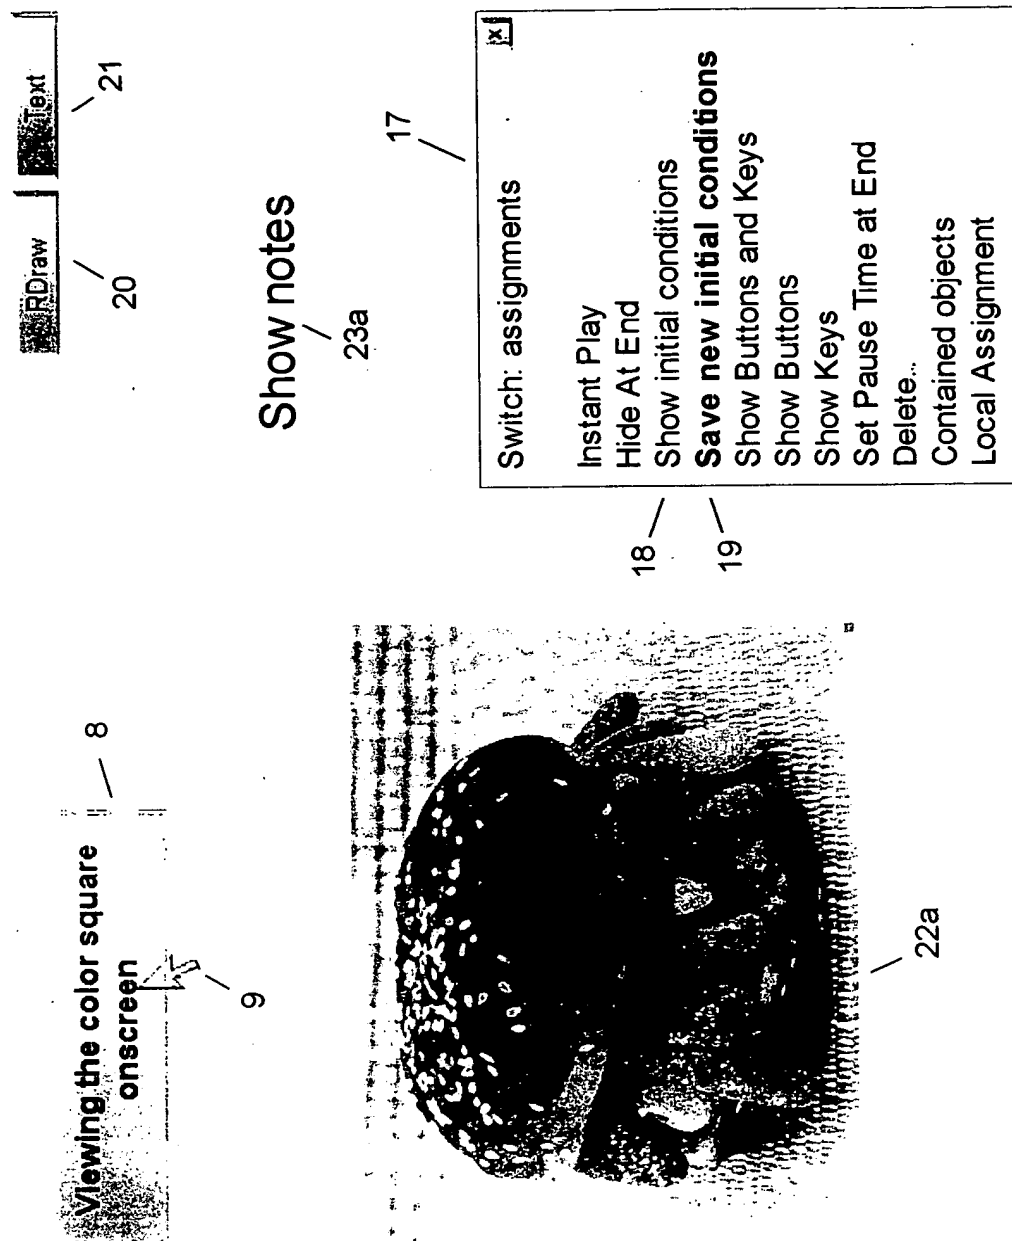 Viewing the color square
onscreen
8
9
RDraw
Text
20
21
Show notes
23a
17
x
Switch: assignments
Instant Play
Hide At End
Show initial conditions
Save new initial conditions
Show Buttons and Keys
Show Buttons
Show Keys
Set Pause Time at End
Delete...
Contained objects
Local Assignment
18
19
22a